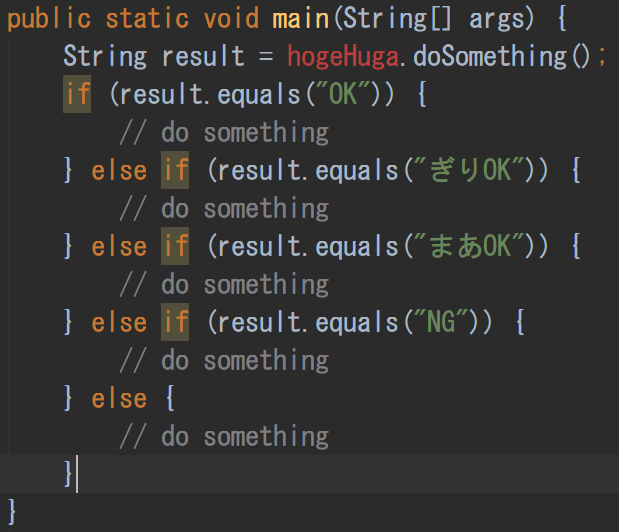 public static void main(String[] args) {
    String result = hogeHuga.doSomething();
    if (result.equals("OK")) {
        // do something
    } else if (result.equals("ぎりOK")) {
        // do something
    } else if (result.equals("まあOK")) {
        // do something
    } else if (result.equals("NG")) {
        // do something
    } else {
        // do something
    }
}